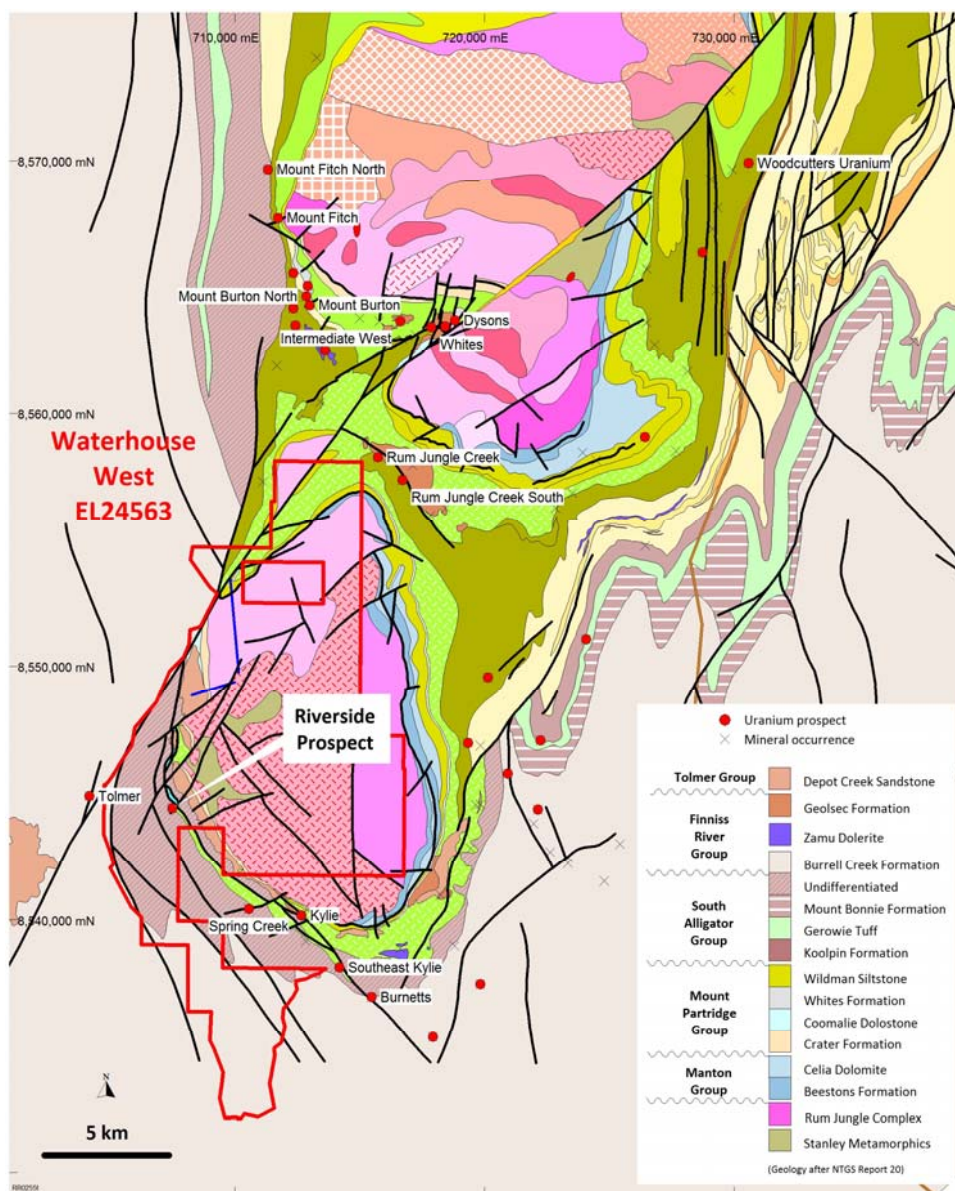 710,000 mE
720,000 mE
730,000 mE
8,570,000 mN
Mount Fitch North
Woodcutters Uranium
Mount Fitch
Mount Burton North
Mount Burton
Dysons
Intermediate West
Whites
8,560,000 mN
Waterhouse
West
EL24563
Rum Jungle Creek
Rum Jungle Creek South
8,550,000 mN
Riverside
Prospect
Tolmer
8,540,000 mN
Spring Creek
Kylie
Southeast Kylie
Burnetts
N
5 km
Uranium prospect
Mineral occurrence
Tolmer Group
Depot Creek Sandstone
Finniss
River
Group
Geolsec Formation
Zamu Dolerite
Burrell Creek Formation
South
Alligator
Group
Undifferentiated
Mount Bonnie Formation
Gerowie Tuff
Koolpin Formation
Mount
Partridge
Group
Wildman Siltstone
Whites Formation
Coomalie Dolostone
Crater Formation
Manton
Group
Celia Dolomite
Beestons Formation
Rum Jungle Complex
Stanley Metamorphics
(Geology after NTGS Report 20)